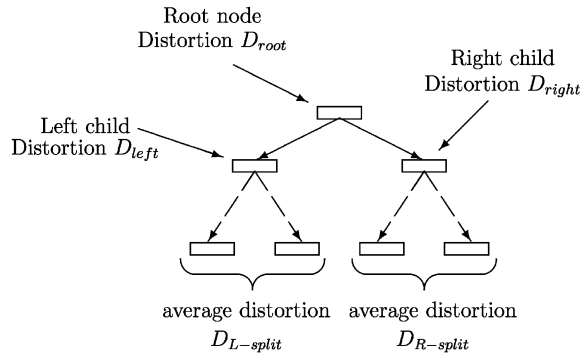 Root node
Distortion D_{root}
Right child
Distortion D_{right}
Left child
Distortion D_{left}
average distortion
D_{L-split}
average distortion
D_{R-split}